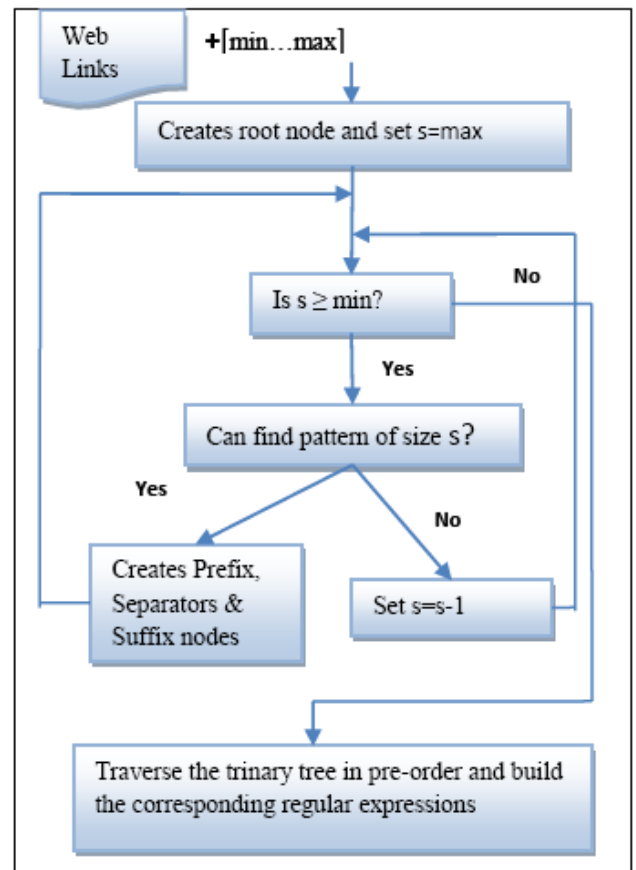 Web
Links
+⌈min…max⌉
Creates root node and set s=max
Is s ≥ min?
No
Yes
Can find pattern of size s?
Yes
No
Creates Prefix,
Separators &
Suffix nodes
Set s=s-1
Traverse the trinary tree in pre-order and build
the corresponding regular expressions